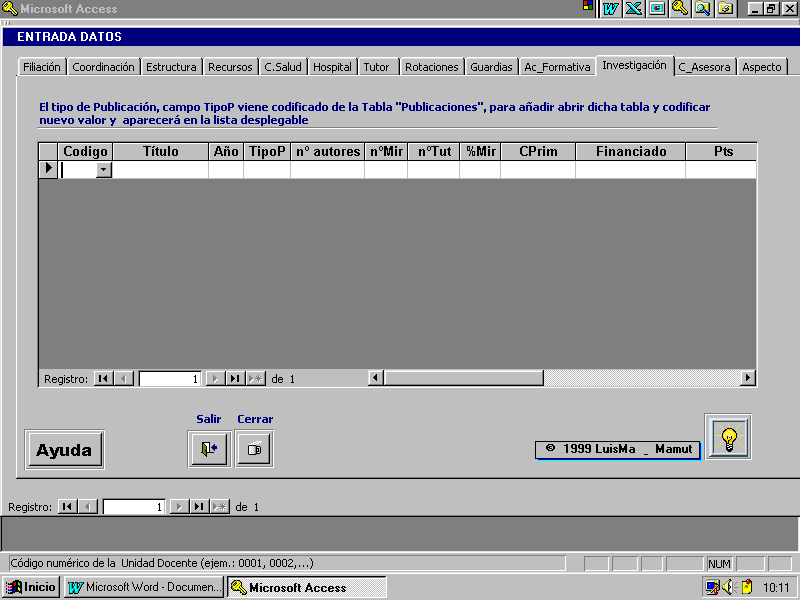 Microsoft Access
ENTRADA DATOS
Filiación Coordinación Estructura Recursos C.Salud Hospital Tutor Rotaciones Guardias Ac_Formativa Investigación C_Asesora Aspecto
El tipo de Publicación, campo TipoP viene codificado de la Tabla "Publicaciones", para añadir abrir dicha tabla y codificar
nuevo valor y aparecerá en la lista desplegable
Codigo Título Año TipoP nº autores nºMir nºTut %Mir CPrim Financiado Pts
Registro: 1 de 1
Salir Cerrar
Ayuda
© 1999 LuisMa _ Mamut
Registro: 1 de 1
Código numérico de la Unidad Docente (ejem.: 0001, 0002,...)
NUM
Inicio Microsoft Word - Documen... Microsoft Access 10:11